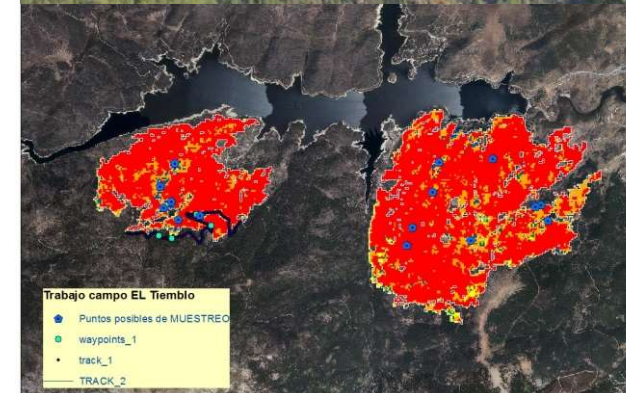 Trabajo campo EL Tiemblo
Puntos posibles de MUESTREO
waypoints_1
track_1
TRACK_2